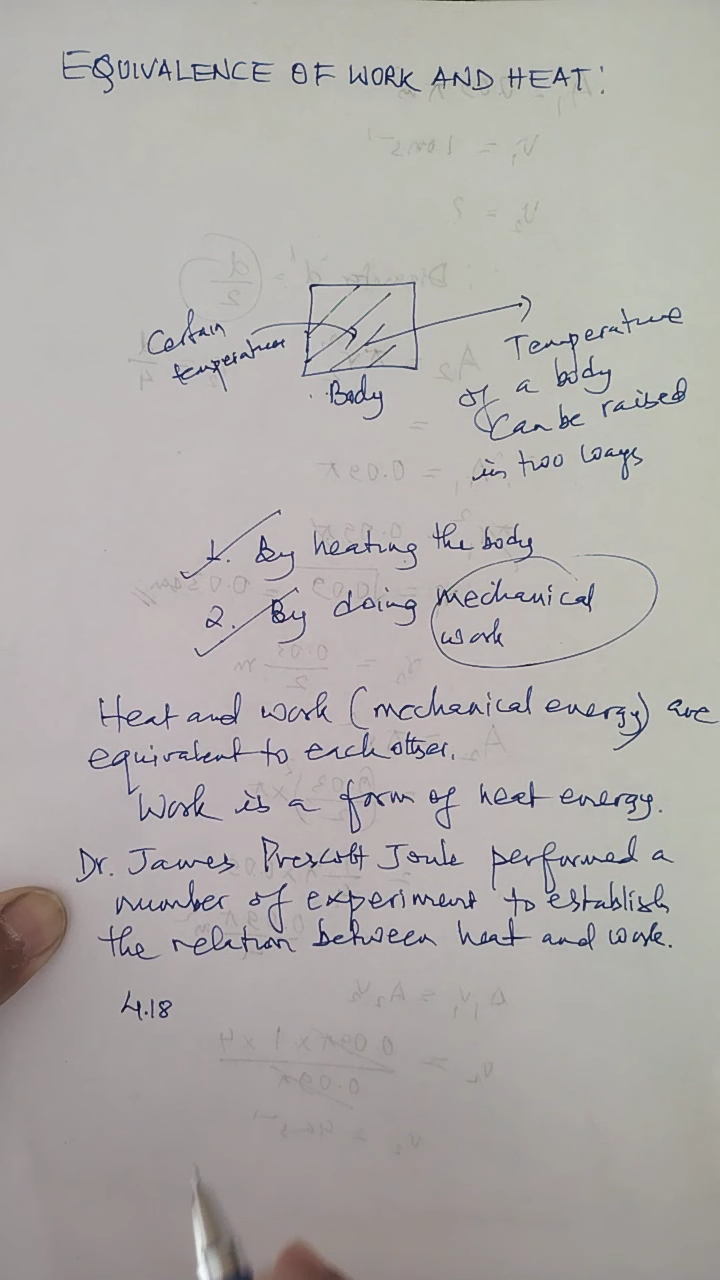 EQUIVALENCE OF WORK AND HEAT:
Certain
temperature
Body
Temperature
of a body
can be raised
in two ways
1. By heating the body
2. By doing mechanical
work
Heat and work (mechanical energy) are
equivalent to each other.
Work is a form of heat energy.
Dr. James Prescott Joule performed a
number of experiment to establish
the relation between heat and work.
4.18